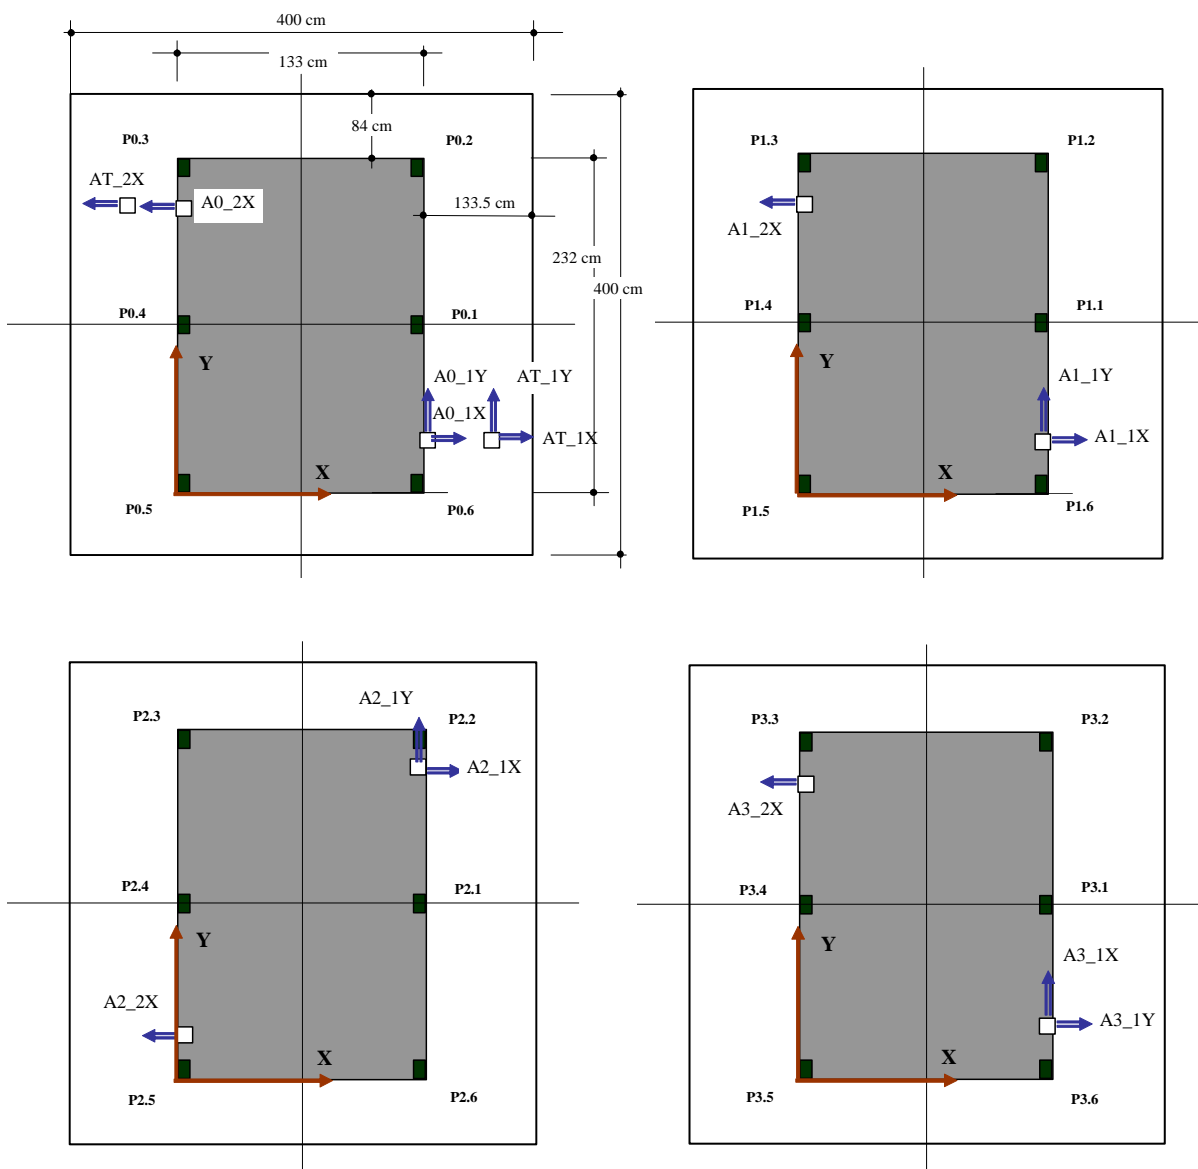 400 cm
133 cm
84 cm
P0.3
P0.2
AT_2X
A0_2X
133.5 cm
232 cm
400 cm
P0.4
P0.1
Y
A0_1Y
AT_1Y
A0_1X
AT_1X
X
P0.5
P0.6
P1.3
P1.2
A1_2X
P1.4
P1.1
Y
A1_1Y
A1_1X
X
P1.5
P1.6
A2_1Y
P2.3
P2.2
A2_1X
P2.4
P2.1
Y
A2_2X
X
P2.5
P2.6
P3.3
P3.2
A3_2X
P3.4
P3.1
Y
A3_1X
A3_1Y
X
P3.5
P3.6